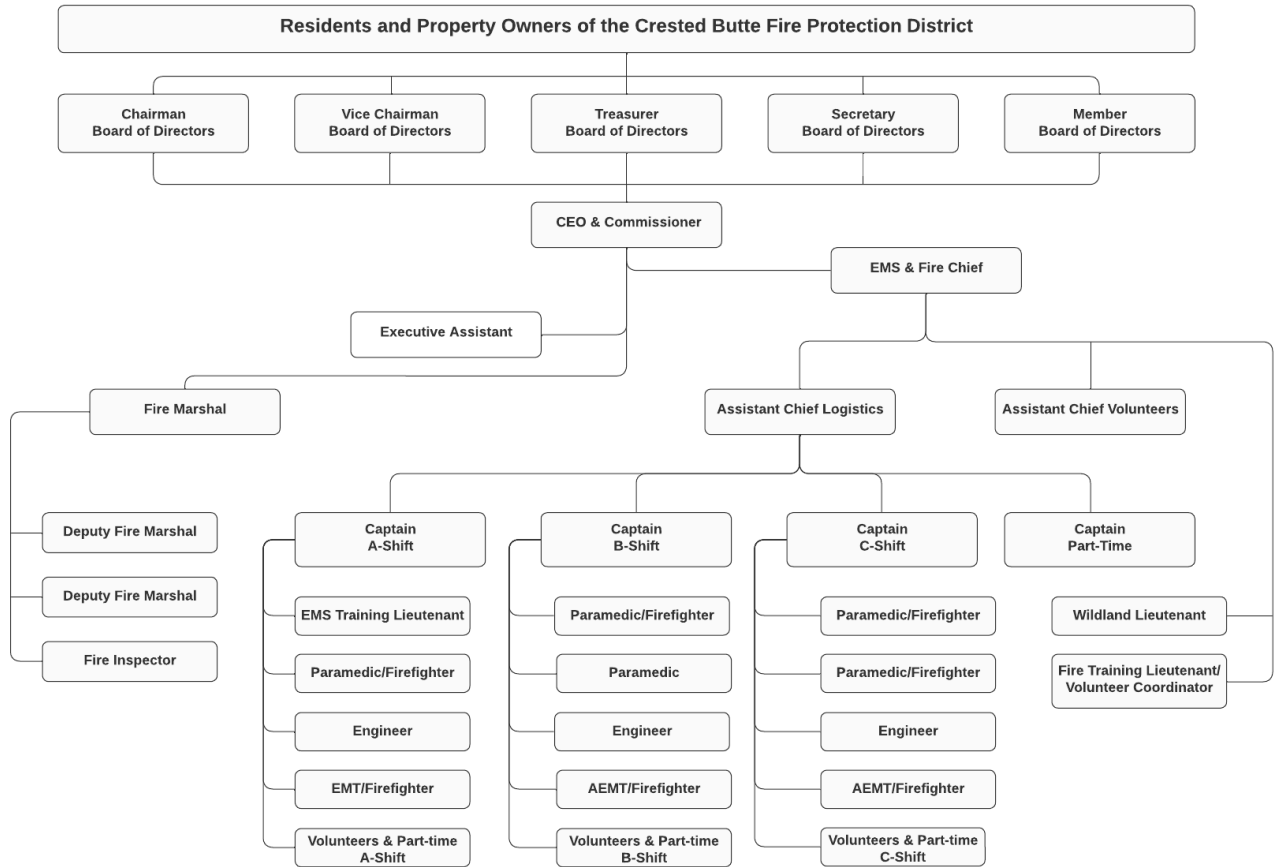 Residents and Property Owners of the Crested Butte Fire Protection District
Chairman
Board of Directors
Vice Chairman
Board of Directors
Treasurer
Board of Directors
Secretary
Board of Directors
Member
Board of Directors
CEO & Commissioner
EMS & Fire Chief
Executive Assistant
Fire Marshal
Assistant Chief Logistics
Assistant Chief Volunteers
Deputy Fire Marshal
Deputy Fire Marshal
Fire Inspector
Captain
A-Shift
EMS Training Lieutenant
Paramedic/Firefighter
Engineer
EMT/Firefighter
Volunteers & Part-time
A-Shift
Captain
B-Shift
Paramedic/Firefighter
Paramedic
Engineer
AEMT/Firefighter
Volunteers & Part-time
B-Shift
Captain
C-Shift
Paramedic/Firefighter
Paramedic/Firefighter
Engineer
AEMT/Firefighter
Volunteers & Part-time
C-Shift
Captain
Part-Time
Wildland Lieutenant
Fire Training Lieutenant/
Volunteer Coordinator